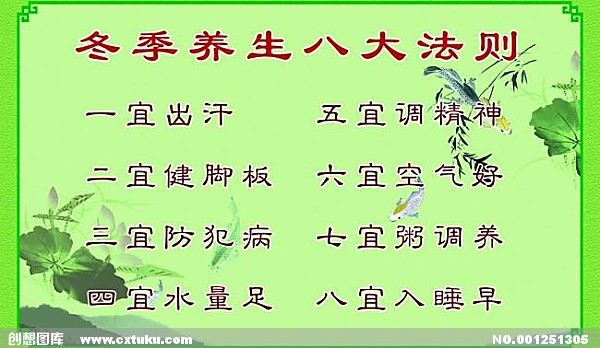 冬季养生八大法则
一宜出汗
二宜健脚板
三宜防犯病
四宜水量足
五宜调精神
六宜空气好
七宜粥调养
八宜入睡早
创想图库 www.cxtuku.com
NO.001251305